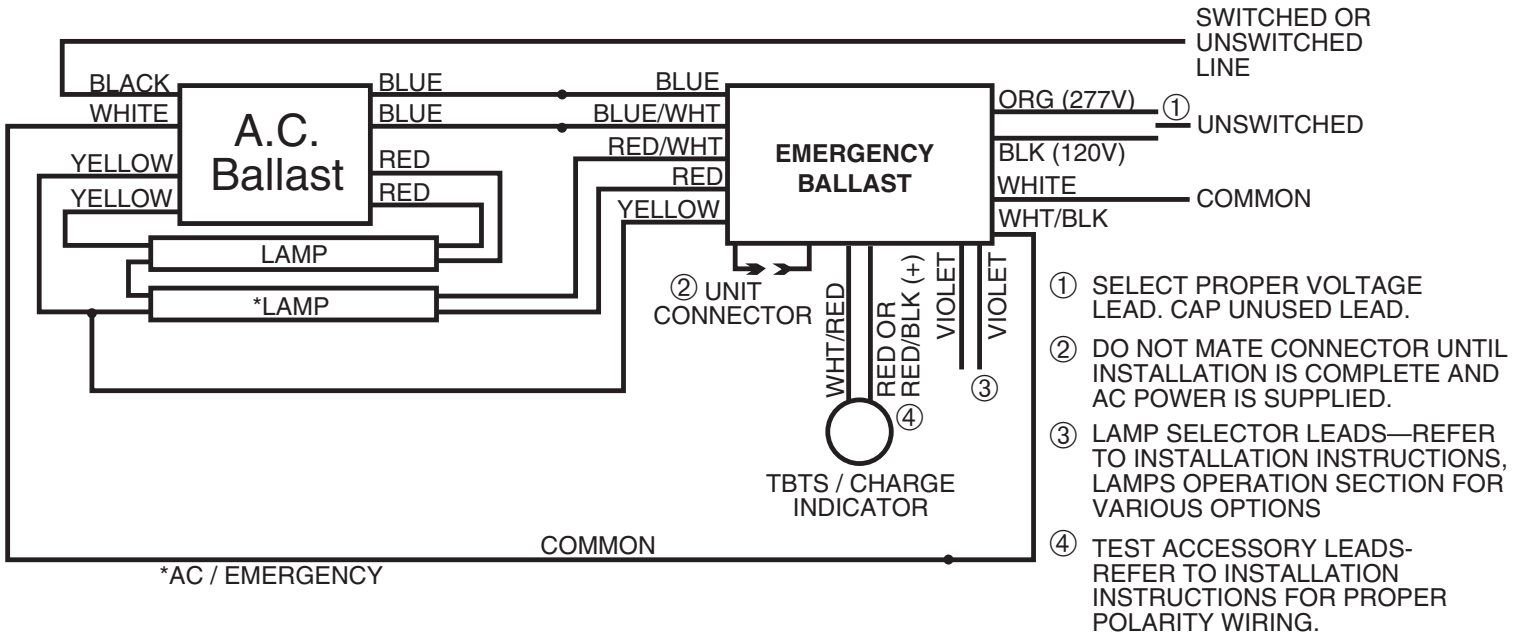 SWITCHED OR
UNSWITCHED
LINE
BLACK
BLUE
BLUE
WHITE
BLUE
BLUE/WHT
A.C.
Ballast
YELLOW
YELLOW
RED
RED
RED/WHT
RED
YELLOW
LAMP
*LAMP
EMERGENCY
BALLAST
ORG (277V)
①
UNSWITCHED
BLK (120V)
WHITE
COMMON
WHT/BLK
② UNIT
CONNECTOR
WHT/RED
RED OR
RED/BLK (+)
VIOLET
VIOLET
③
④
TBTS / CHARGE
INDICATOR
COMMON
*AC / EMERGENCY
① SELECT PROPER VOLTAGE
LEAD. CAP UNUSED LEAD.
② DO NOT MATE CONNECTOR UNTIL
INSTALLATION IS COMPLETE AND
AC POWER IS SUPPLIED.
③ LAMP SELECTOR LEADS—REFER
TO INSTALLATION INSTRUCTIONS,
LAMPS OPERATION SECTION FOR
VARIOUS OPTIONS
④ TEST ACCESSORY LEADS-
REFER TO INSTALLATION
INSTRUCTIONS FOR PROPER
POLARITY WIRING.